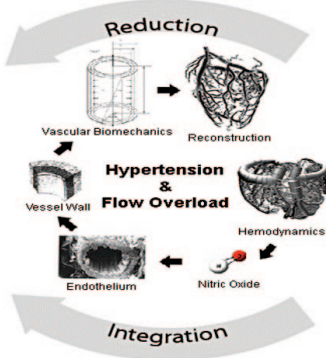 Reduction
Vascular Biomechanics
Reconstruction
Hypertension
&
Flow Overload
Vessel Wall
Hemodynamics
Endothelium
Nitric Oxide
Integration